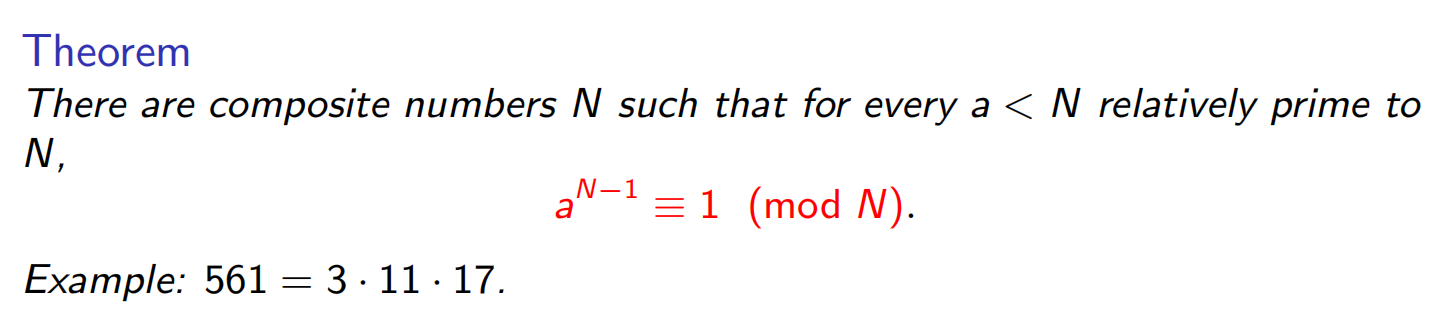 Theorem
There are composite numbers N such that for every a < N relatively prime to
N,
a^{N−1} ≡ 1 (mod N).
Example: 561 = 3 · 11 · 17.